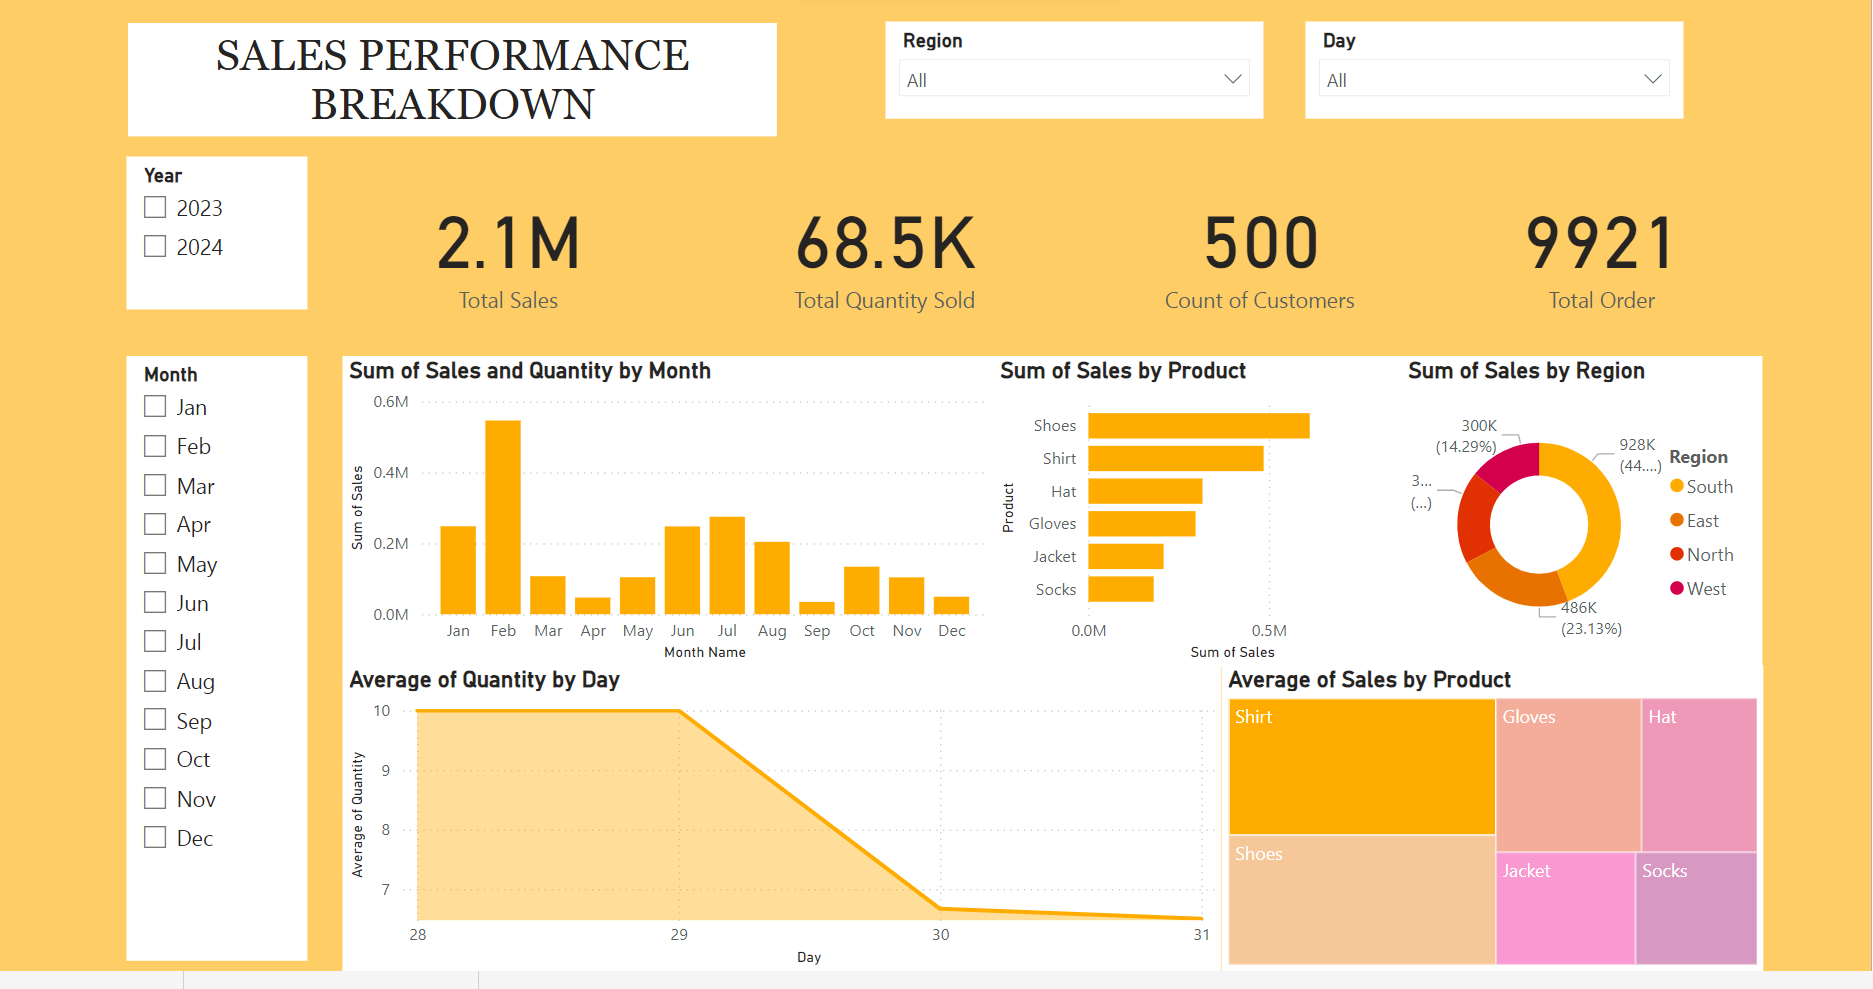 SALES PERFORMANCE
BREAKDOWN
Region
All
Day
All
Year
2023
2024
2.1M
Total Sales
68.5K
Total Quantity Sold
500
Count of Customers
9921
Total Order
Month
Jan
Feb
Mar
Apr
May
Jun
Jul
Aug
Sep
Oct
Nov
Dec
Sum of Sales and Quantity by Month
Sum of Sales
0.6M
0.4M
0.2M
0.0M
Jan Feb Mar Apr May Jun Jul Aug Sep Oct Nov Dec
Month Name
Sum of Sales by Product
Product
Shoes
Shirt
Hat
Gloves
Jacket
Socks
0.0M 0.5M
Sum of Sales
Sum of Sales by Region
300K
(14.29%)
928K
(44....)
3...
(...)
486K
(23.13%)
Region
South
East
North
West
Average of Quantity by Day
Average of Quantity
10
9
8
7
28 29 30 31
Day
Average of Sales by Product
Shirt
Gloves
Hat
Shoes
Jacket
Socks